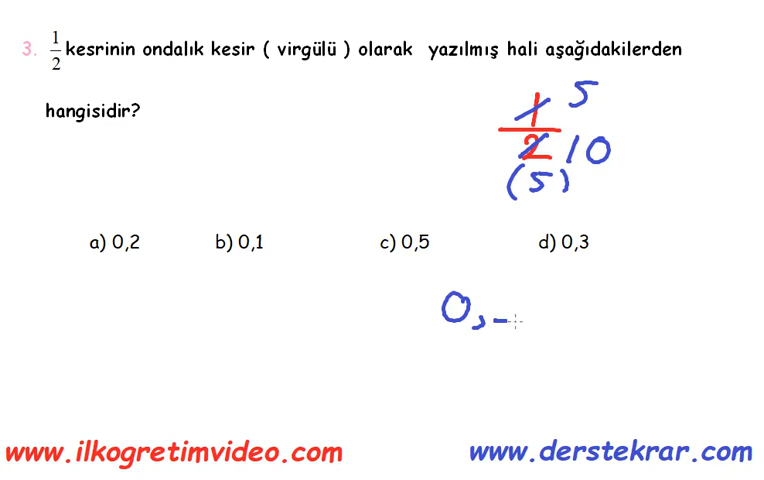 3. 1/2 kesrinin ondalık kesir ( virgülü ) olarak yazılmış hali aşağıdakilerden
hangisidir?
1 5
2 10
(5)
a) 0,2 b) 0,1 c) 0,5 d) 0,3
0,-
www.ilkogretimvideo.com www.derstekrar.com